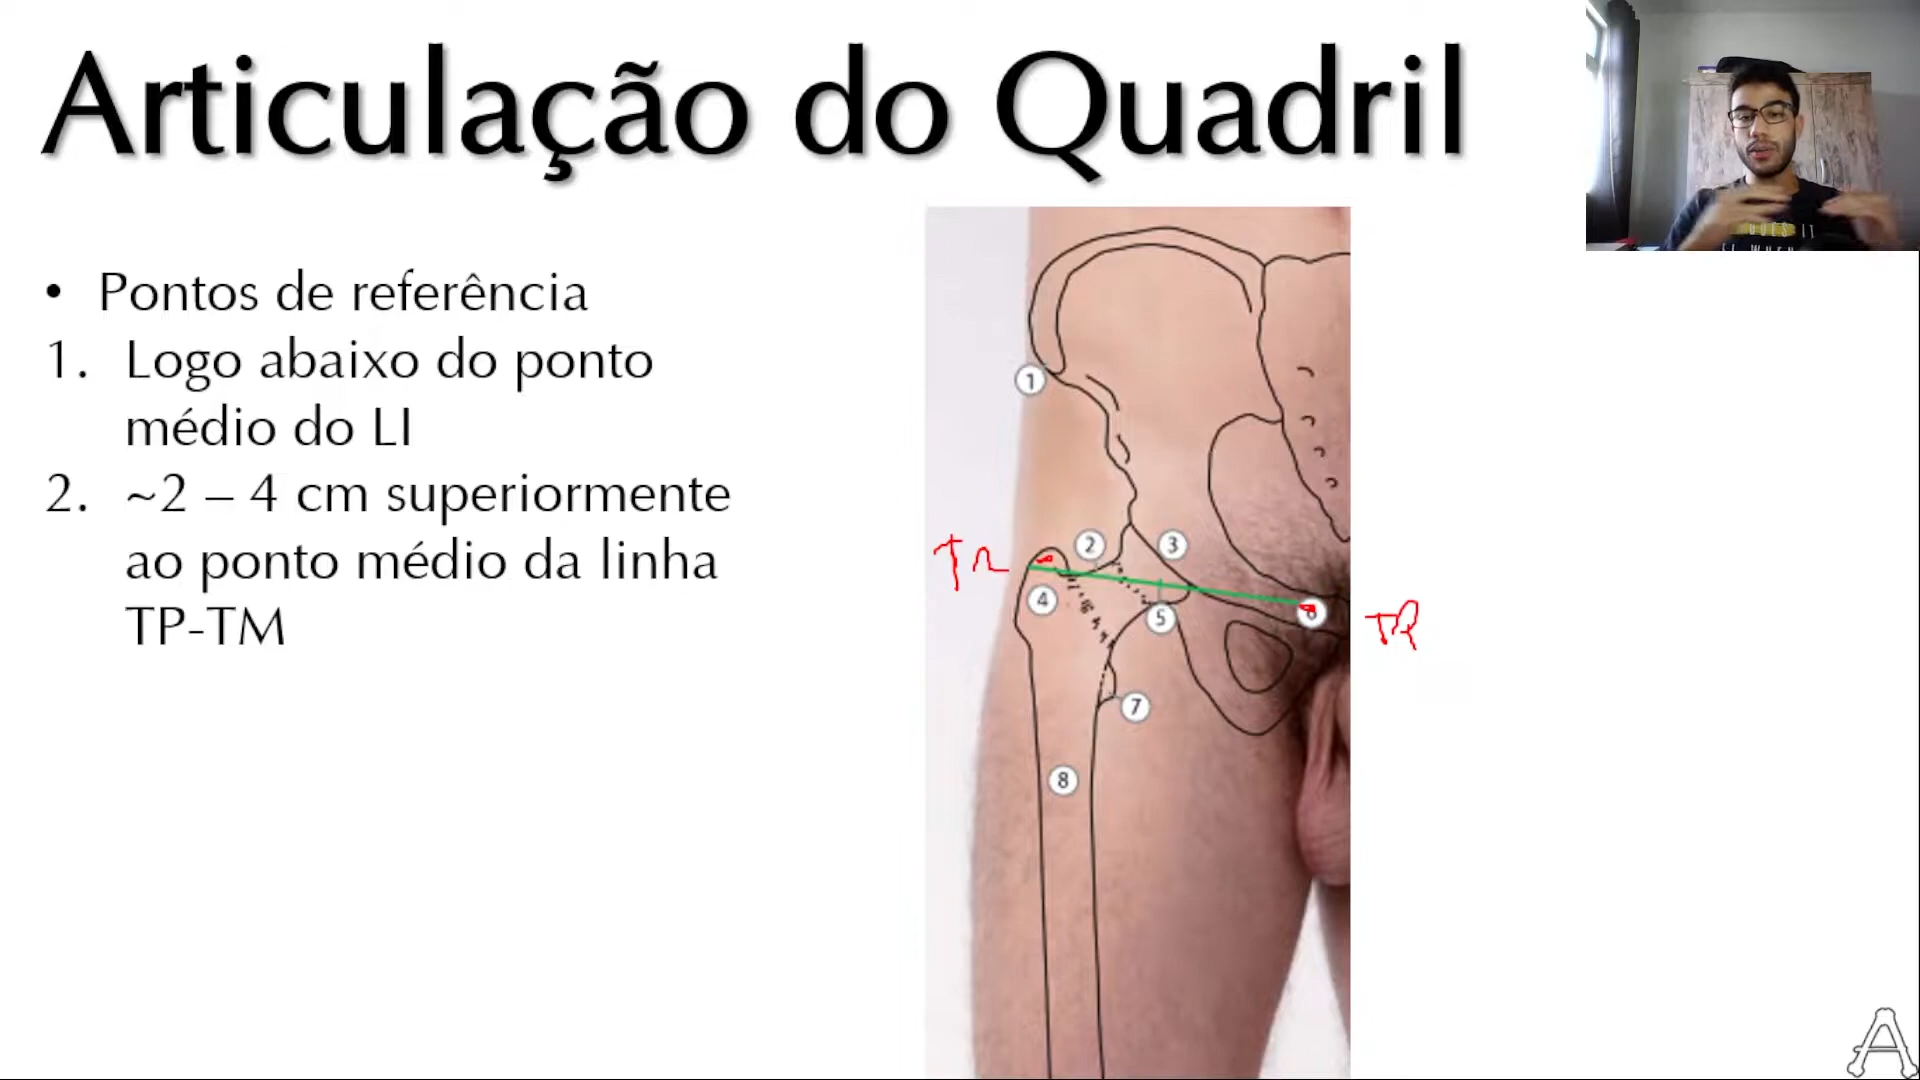 Articulação do Quadril
• Pontos de referência
1. Logo abaixo do ponto
médio do LI
2. ~2 – 4 cm superiormente
ao ponto médio da linha
TP-TM
1
2
3
4
5
6
7
8
TP
A